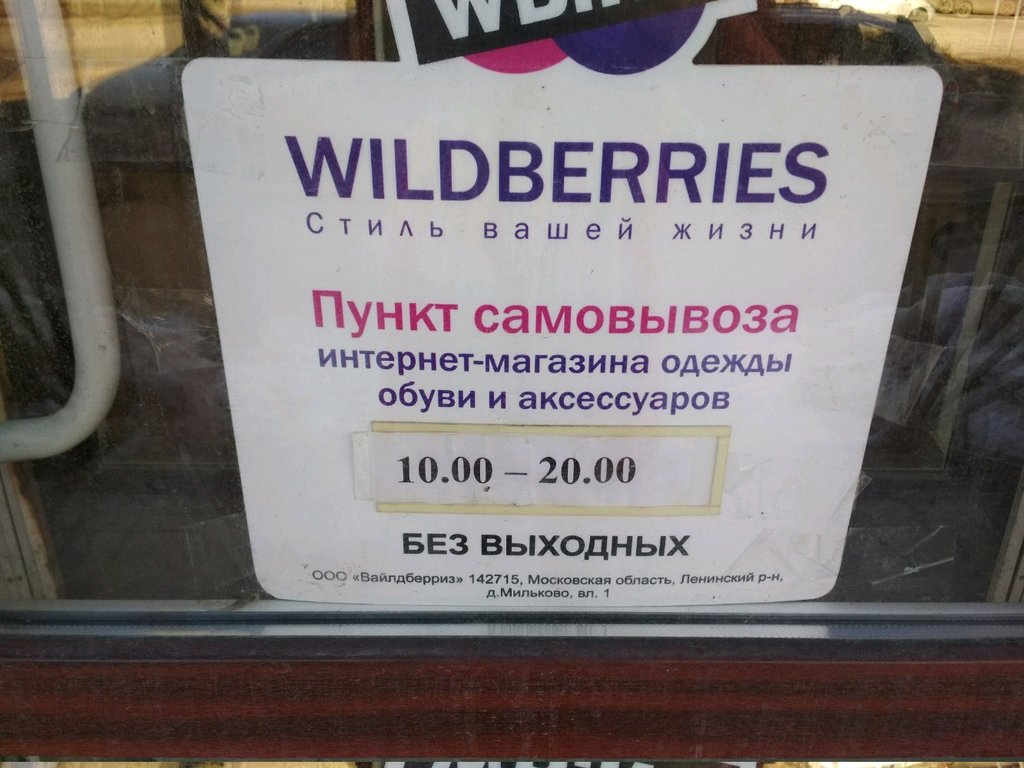 WILDBERRIES
Стиль вашей жизни
Пункт самовывоза
интернет-магазина одежды
обуви и аксессуаров
10.00 – 20.00
БЕЗ ВЫХОДНЫХ
ООО «Вайлдберриз» 142715, Московская область, Ленинский р-н,
д.Мильково, вл. 1